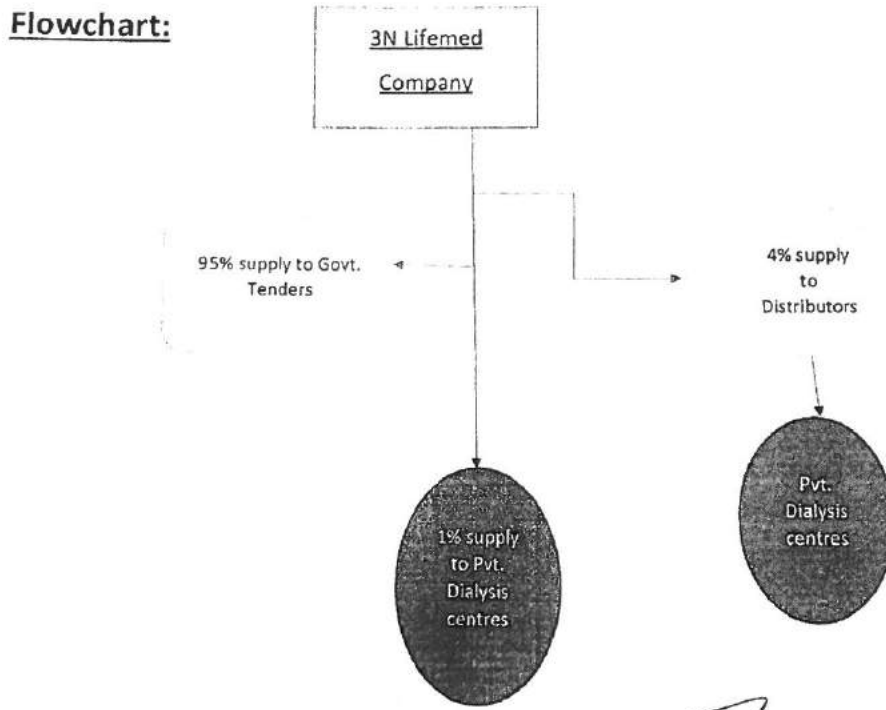 Flowchart:
3N Lifemed
Company
95% supply to Govt.
Tenders
4% supply
to
Distributors
1% supply
to Pvt.
Dialysis
centres
Pvt.
Dialysis
centres